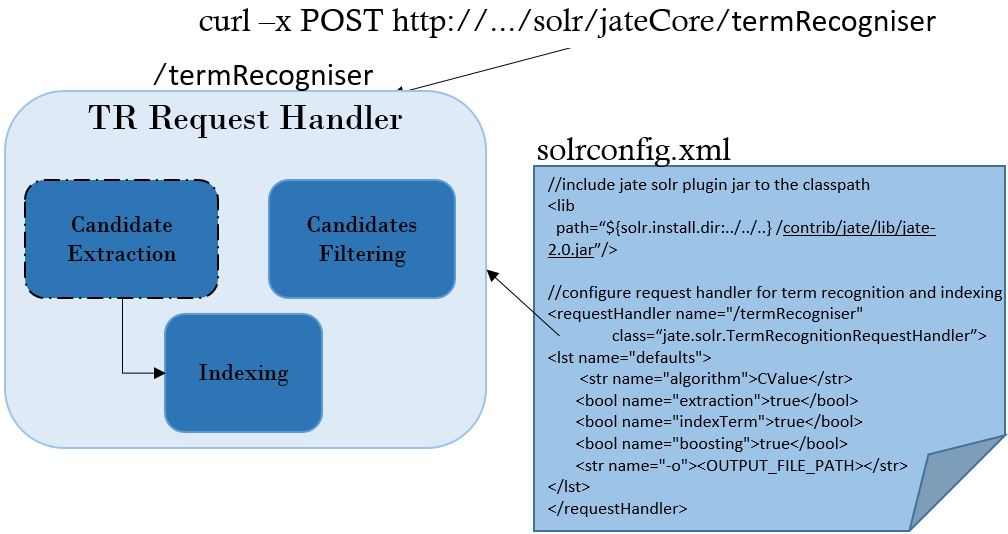 curl –x POST http://.../solr/jateCore/termRecogniser
/termRecogniser
TR Request Handler
Candidate
Extraction
Candidates
Filtering
Indexing
solrconfig.xml
//include jate solr plugin jar to the classpath
<lib
path=“${solr.install.dir:../../..} /contrib/jate/lib/jate-
2.0.jar”/>
//configure request handler for term recognition and indexing
<requestHandler name="/termRecogniser"
class=“jate.solr.TermRecognitionRequestHandler”>
<lst name="defaults">
<str name="algorithm">CValue</str>
<bool name="extraction">true</bool>
<bool name="indexTerm">true</bool>
<bool name="boosting">true</bool>
<str name="-o"><OUTPUT_FILE_PATH></str>
</lst>
</requestHandler>